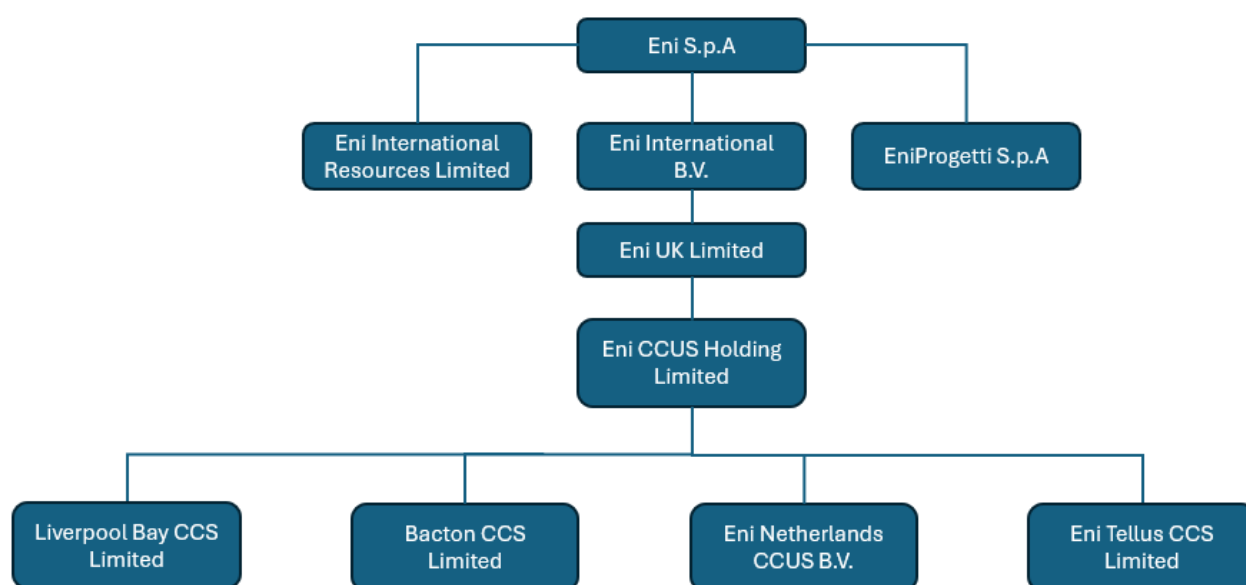 Eni S.p.A
Eni International
Resources Limited
Eni International
B.V.
EniProgetti S.p.A
Eni UK Limited
Eni CCUS Holding
Limited
Liverpool Bay CCS
Limited
Bacton CCS
Limited
Eni Netherlands
CCUS B.V.
Eni Tellus CCS
Limited